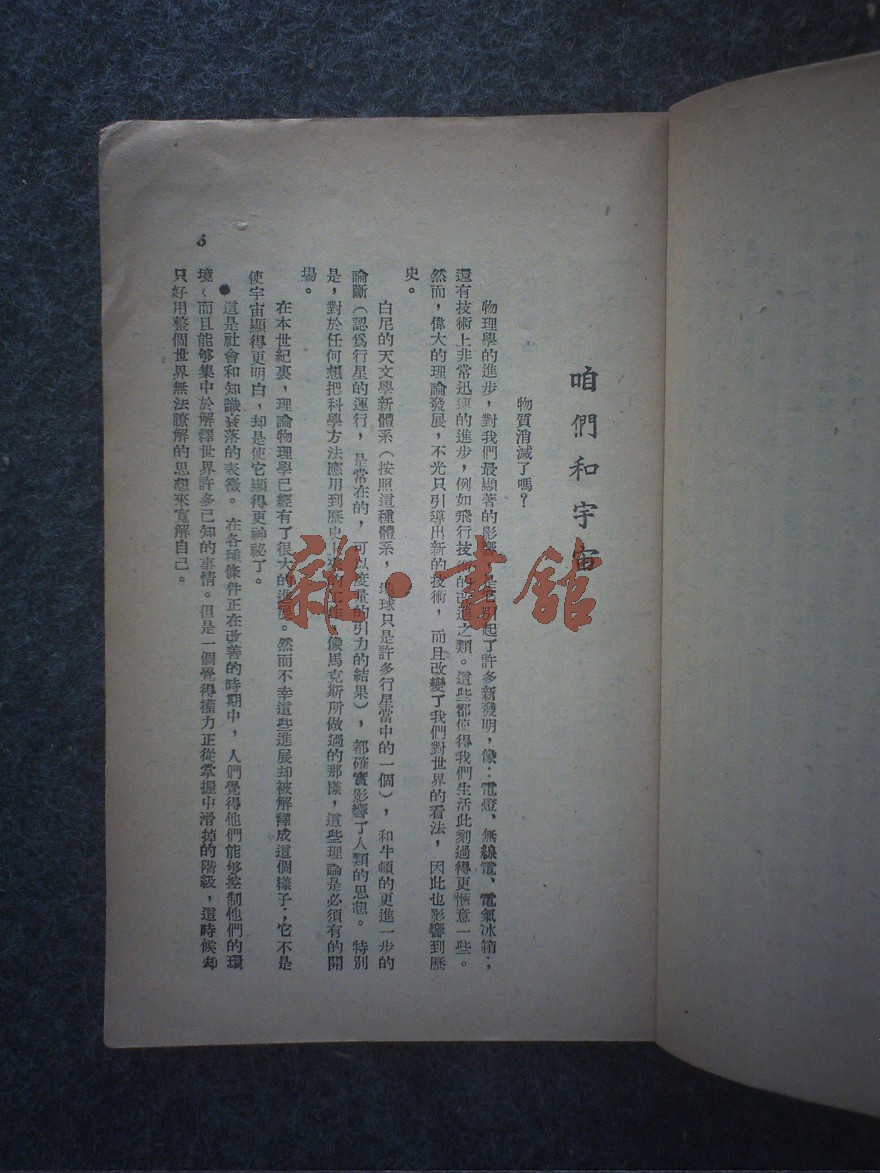 咱們和宇宙
物質消滅了嗎？
物理學的進步，對我們最顯著的影響，是引起了許多新發明，像：電燈、無線電、電氣冰箱；
還有技術上非常迅速的進步，例如飛行技術的改進之類。這些都使得我們生活此刻過得更愜意一些。
然而，偉大的理論發展，不光只引導出新的技術，而且改變了我們對世界的看法，因此也影響到歷
史。
白尼的天文學新體系（按照這種體系，地球只是許多行星當中的一個），和牛頓的更進一步的
論斷（認爲行星的運行，是常在的，可以度量的引力的結果），都確實影響了人類的思想。特別
是，對於任何想把科學方法應用到歷史上去的，像馬克斯所做過的那樣，這些理論是必須有的開
場。
在本世紀裏，理論物理學已經有了很大的進展。然而不幸這些進展却被解釋成這個樣子；它不是
使宇宙顯得更明白，却是使它顯得更神祕了。
這是社會和知識衰落的表徵。在各種條件正在改善的時期中，人們覺得他們能够控制他們的環
境，而且能够集中於解釋世界許多已知的事情。但是一個覺得權力正從掌握中滑掉的階級，這時候却
只好用整個世界無法瞭解的思想來寬解自己。
5
雜·書館